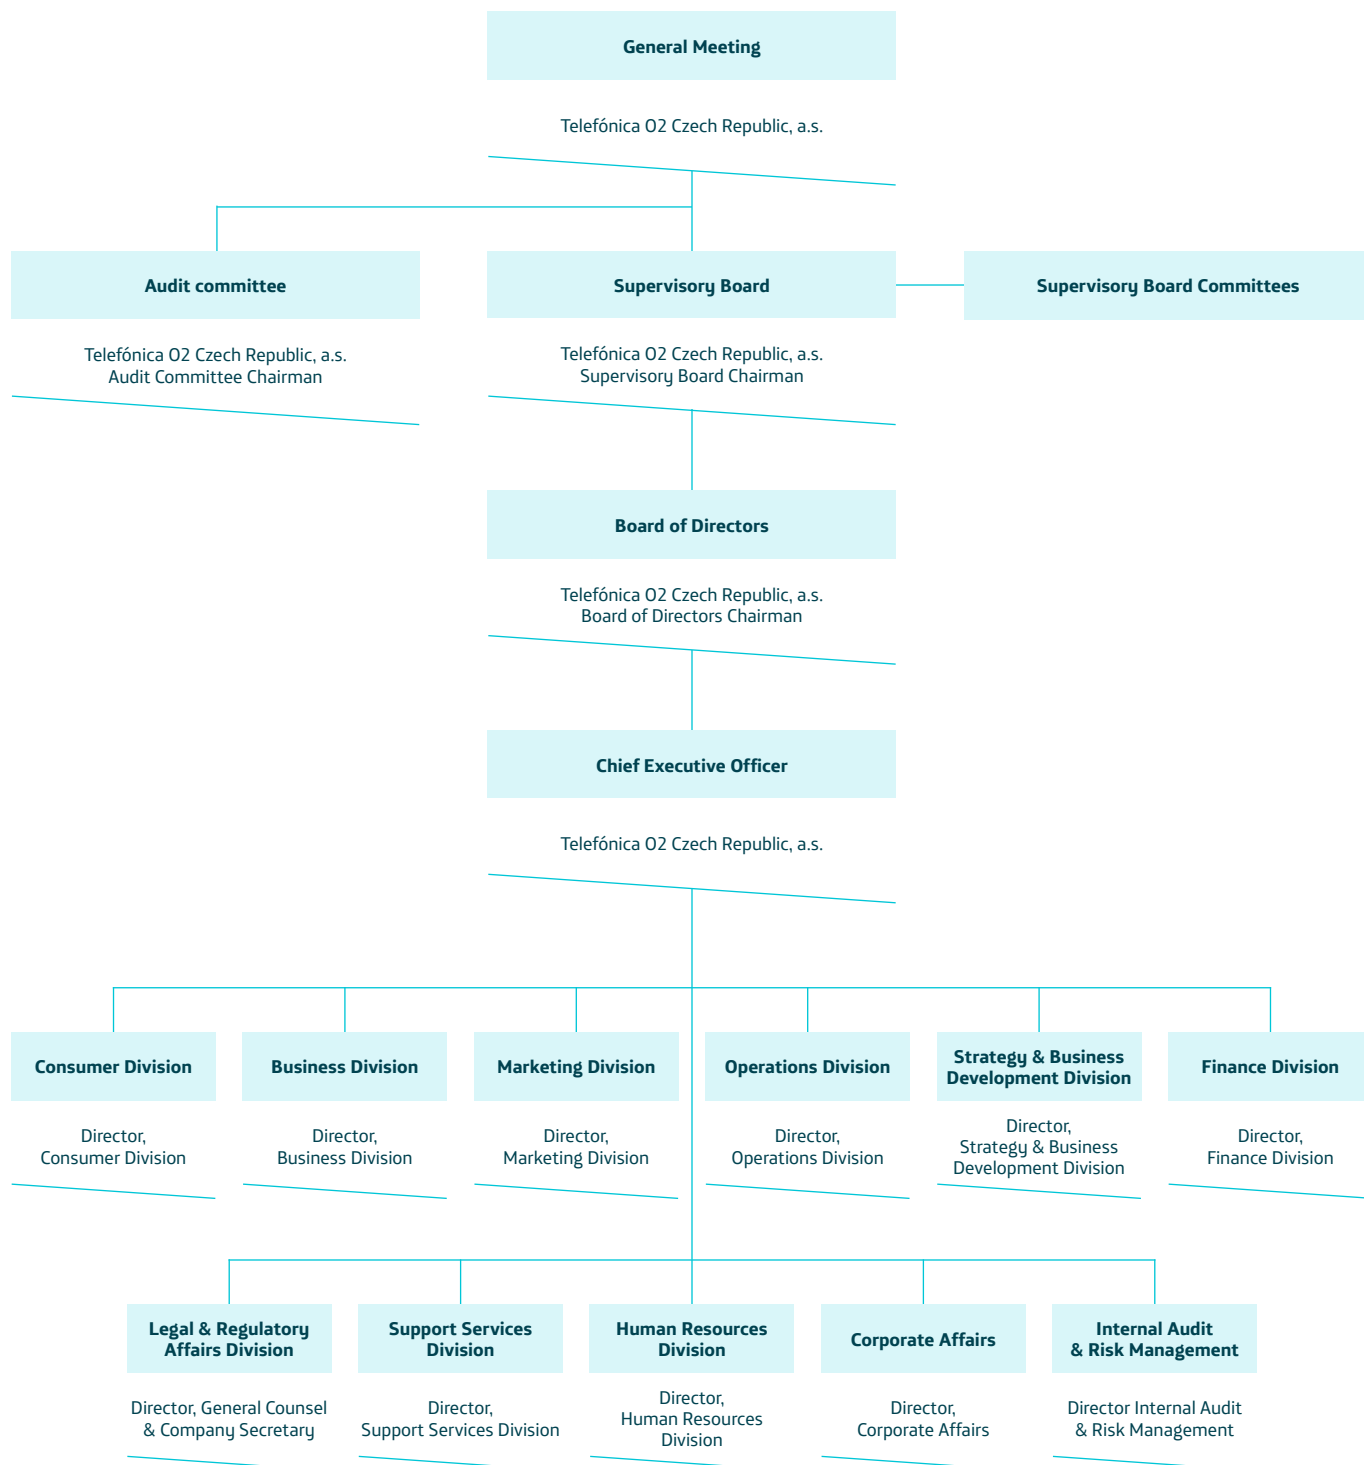 General Meeting
Telefónica O2 Czech Republic, a.s.
Audit committee
Telefónica O2 Czech Republic, a.s.
Audit Committee Chairman
Supervisory Board
Telefónica O2 Czech Republic, a.s.
Supervisory Board Chairman
Supervisory Board Committees
Board of Directors
Telefónica O2 Czech Republic, a.s.
Board of Directors Chairman
Chief Executive Officer
Telefónica O2 Czech Republic, a.s.
Consumer Division
Director,
Consumer Division
Business Division
Director,
Business Division
Marketing Division
Director,
Marketing Division
Operations Division
Director,
Operations Division
Strategy & Business
Development Division
Director,
Strategy & Business
Development Division
Finance Division
Director,
Finance Division
Legal & Regulatory
Affairs Division
Director, General Counsel
& Company Secretary
Support Services
Division
Director,
Support Services Division
Human Resources
Division
Director,
Human Resources
Division
Corporate Affairs
Director,
Corporate Affairs
Internal Audit
& Risk Management
Director Internal Audit
& Risk Management